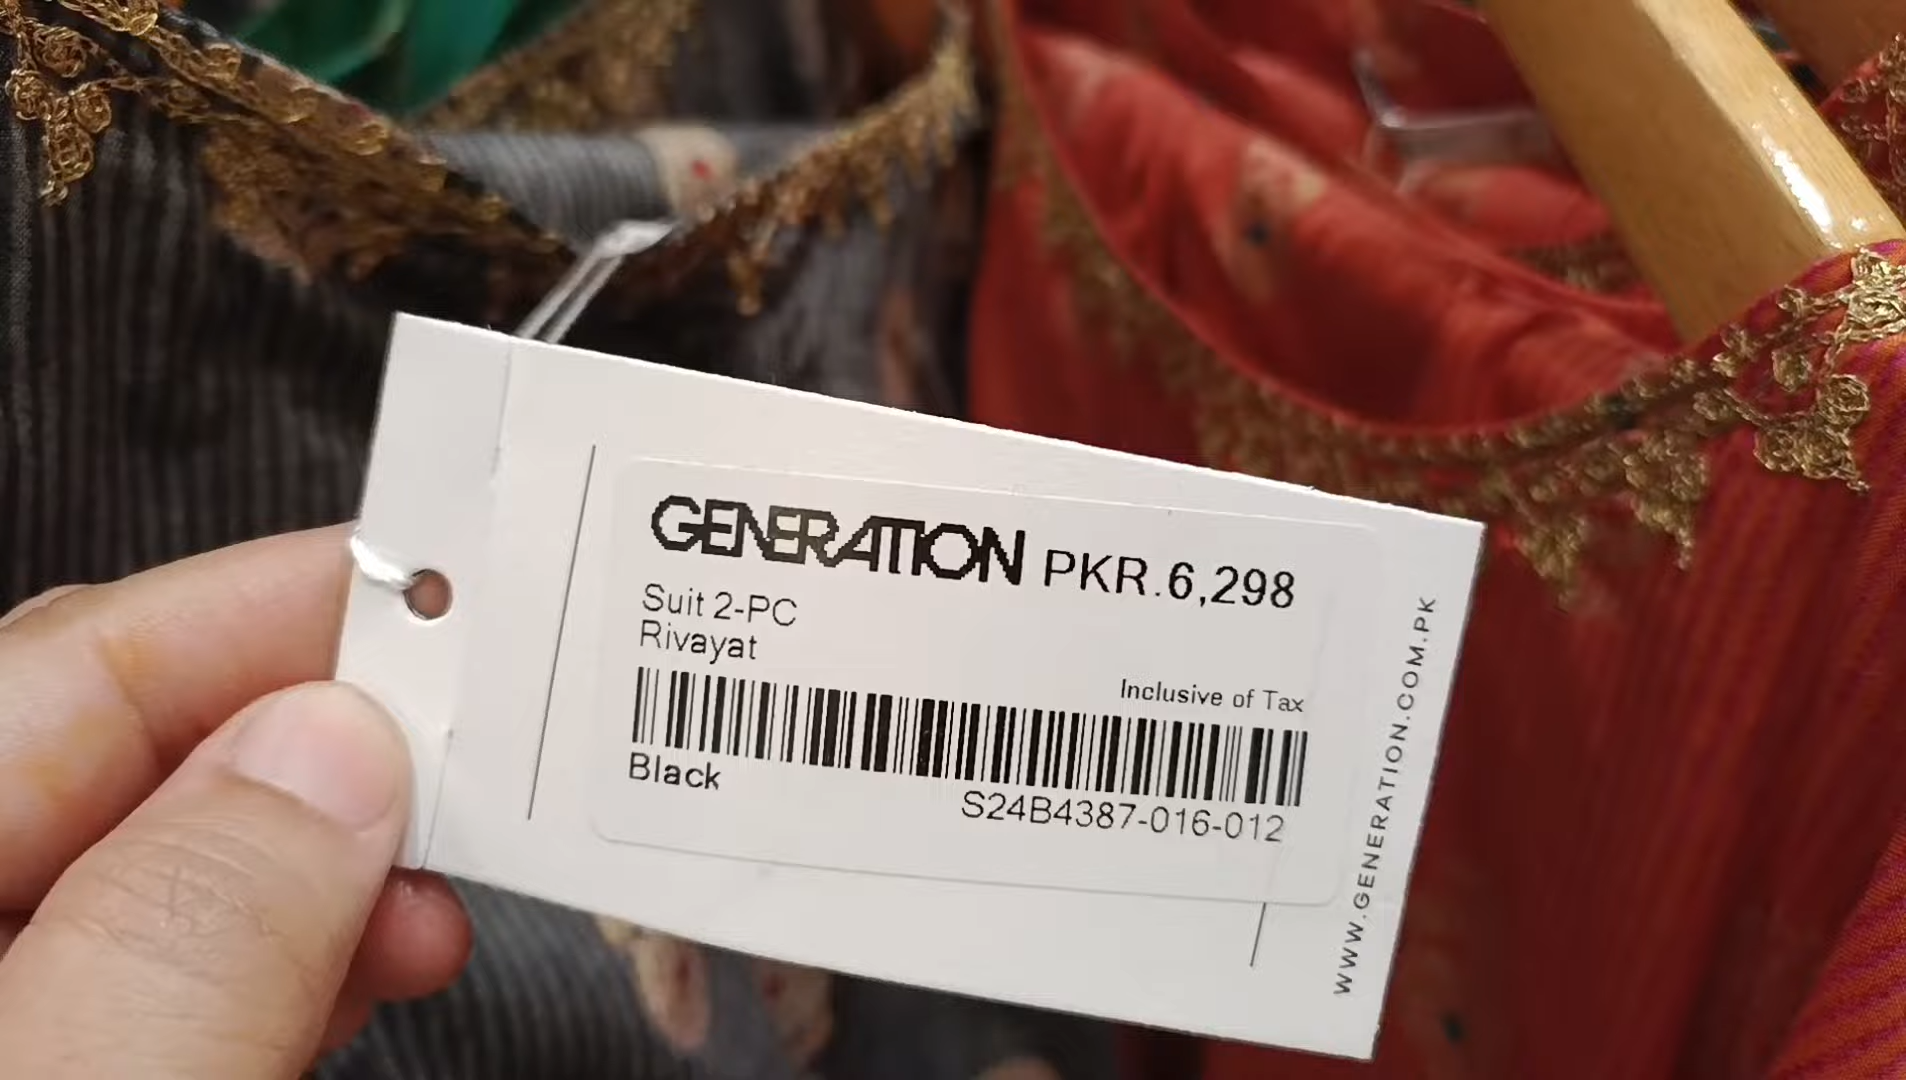 GENERATION PKR.6,298
Suit 2-PC
Rivayat
Inclusive of Tax
Black
S24B4387-016-012
WWW.GENERATION.COM.PK